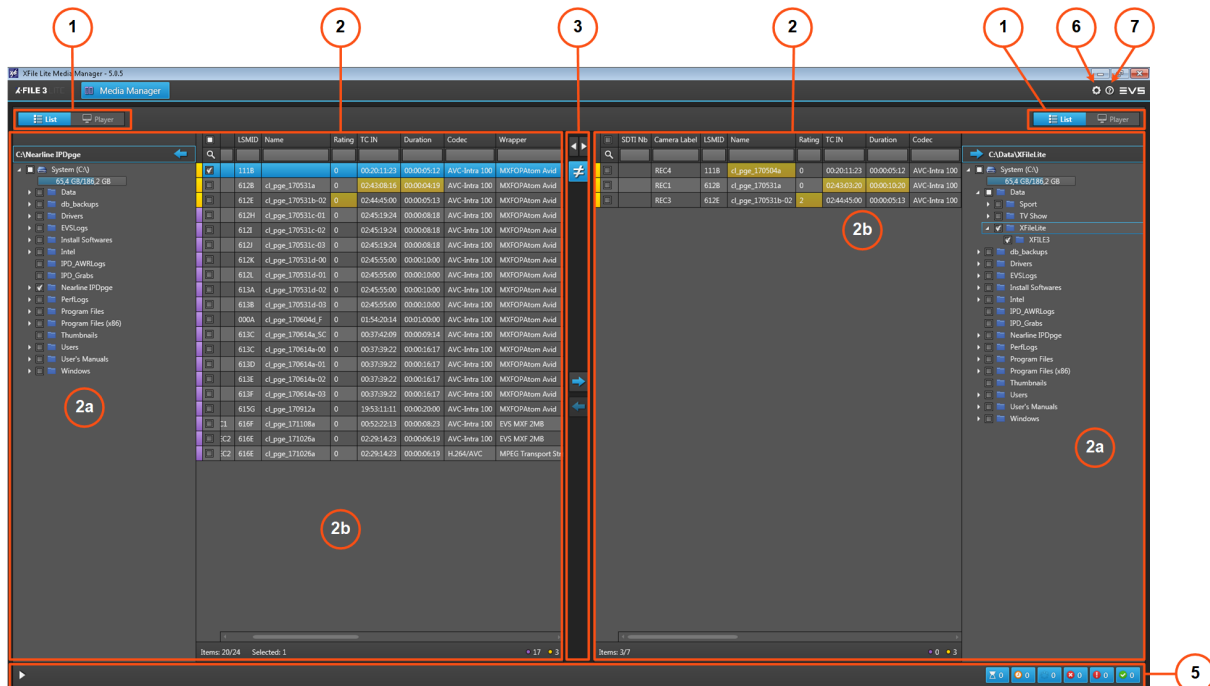 1 2 3 2 1 6 7
XFile Lite Media Manager - 5.0.5
X-FILE 3 LITE Media Manager EVS
List Player
List Player
C:\Nearline IPDpge
System (C:\)
65,4 GB/186,2 GB
Data
db_backups
Drivers
EVSLogs
Install Softwares
Intel
IPD_AWRLogs
IPD_Grabs
Nearline IPDpge
PerfLogs
Program Files
Program Files (x86)
Thumbnails
Users
User's Manuals
Windows
2a
LSMID Name Rating TC IN Duration Codec Wrapper
111B 0 00:20:11:23 00:00:05:12 AVC-Intra 100 MXFOPAtom Avid
612B cl_pge_170531a 0 02:43:08:16 00:00:04:19 AVC-Intra 100 MXFOPAtom Avid
612E cl_pge_170531b-02 0 02:44:45:00 00:00:05:13 AVC-Intra 100 MXFOPAtom Avid
612H cl_pge_170531c-01 0 02:45:19:24 00:00:08:18 AVC-Intra 100 MXFOPAtom Avid
612I cl_pge_170531c-02 0 02:45:19:24 00:00:08:18 AVC-Intra 100 MXFOPAtom Avid
612J cl_pge_170531c-03 0 02:45:19:24 00:00:08:18 AVC-Intra 100 MXFOPAtom Avid
612K cl_pge_170531d-00 0 02:45:55:00 00:00:10:00 AVC-Intra 100 MXFOPAtom Avid
612L cl_pge_170531d-01 0 02:45:55:00 00:00:10:00 AVC-Intra 100 MXFOPAtom Avid
613A cl_pge_170531d-02 0 02:45:55:00 00:00:10:00 AVC-Intra 100 MXFOPAtom Avid
613B cl_pge_170531d-03 0 02:45:55:00 00:00:10:00 AVC-Intra 100 MXFOPAtom Avid
000A cl_pge_170604d_F 0 01:54:20:14 00:01:00:00 AVC-Intra 100 MXFOPAtom Avid
613C cl_pge_170614a_SC 0 00:37:42:09 00:00:09:14 AVC-Intra 100 MXFOPAtom Avid
613C cl_pge_170614a-00 0 00:37:39:22 00:00:16:17 AVC-Intra 100 MXFOPAtom Avid
613D cl_pge_170614a-01 0 00:37:39:22 00:00:16:17 AVC-Intra 100 MXFOPAtom Avid
613E cl_pge_170614a-02 0 00:37:39:22 00:00:16:17 AVC-Intra 100 MXFOPAtom Avid
613F cl_pge_170614a-03 0 00:37:39:22 00:00:16:17 AVC-Intra 100 MXFOPAtom Avid
615G cl_pge_170912a 0 19:53:11:11 00:00:20:00 AVC-Intra 100 MXFOPAtom Avid
C1 616F cl_pge_171108a 0 00:52:22:13 00:00:08:23 AVC-Intra 100 EVS MXF 2MB
EC2 616E cl_pge_171026a 0 02:29:14:23 00:00:06:19 AVC-Intra 100 EVS MXF 2MB
EC2 616E cl_pge_171026a 0 02:29:14:23 00:00:06:19 H.264/AVC MPEG Transport Str
2b
Items: 20/24 Selected: 1 17 3
≠
SDTI Nb Camera Label LSMID Name Rating TC IN Duration Codec
REC4 111B cl_pge_170504a 0 00:20:11:23 00:00:05:12 AVC-Intra 100
REC1 612B cl_pge_170531a 0 02:43:03:20 00:00:10:20 AVC-Intra 100
REC3 612E cl_pge_170531b-02 2 02:44:45:00 00:00:05:13 AVC-Intra 100
2b
Items: 3/7 0 3
C:\Data\XFileLite
System (C:\)
65,4 GB/186,2 GB
Data
Sport
TV Show
XFileLite
XFILE3
db_backups
Drivers
EVSLogs
Install Softwares
Intel
IPD_AWRLogs
IPD_Grabs
Nearline IPDpge
PerfLogs
Program Files
Program Files (x86)
Thumbnails
Users
User's Manuals
Windows
2a
0 0 0 0 0 0
5